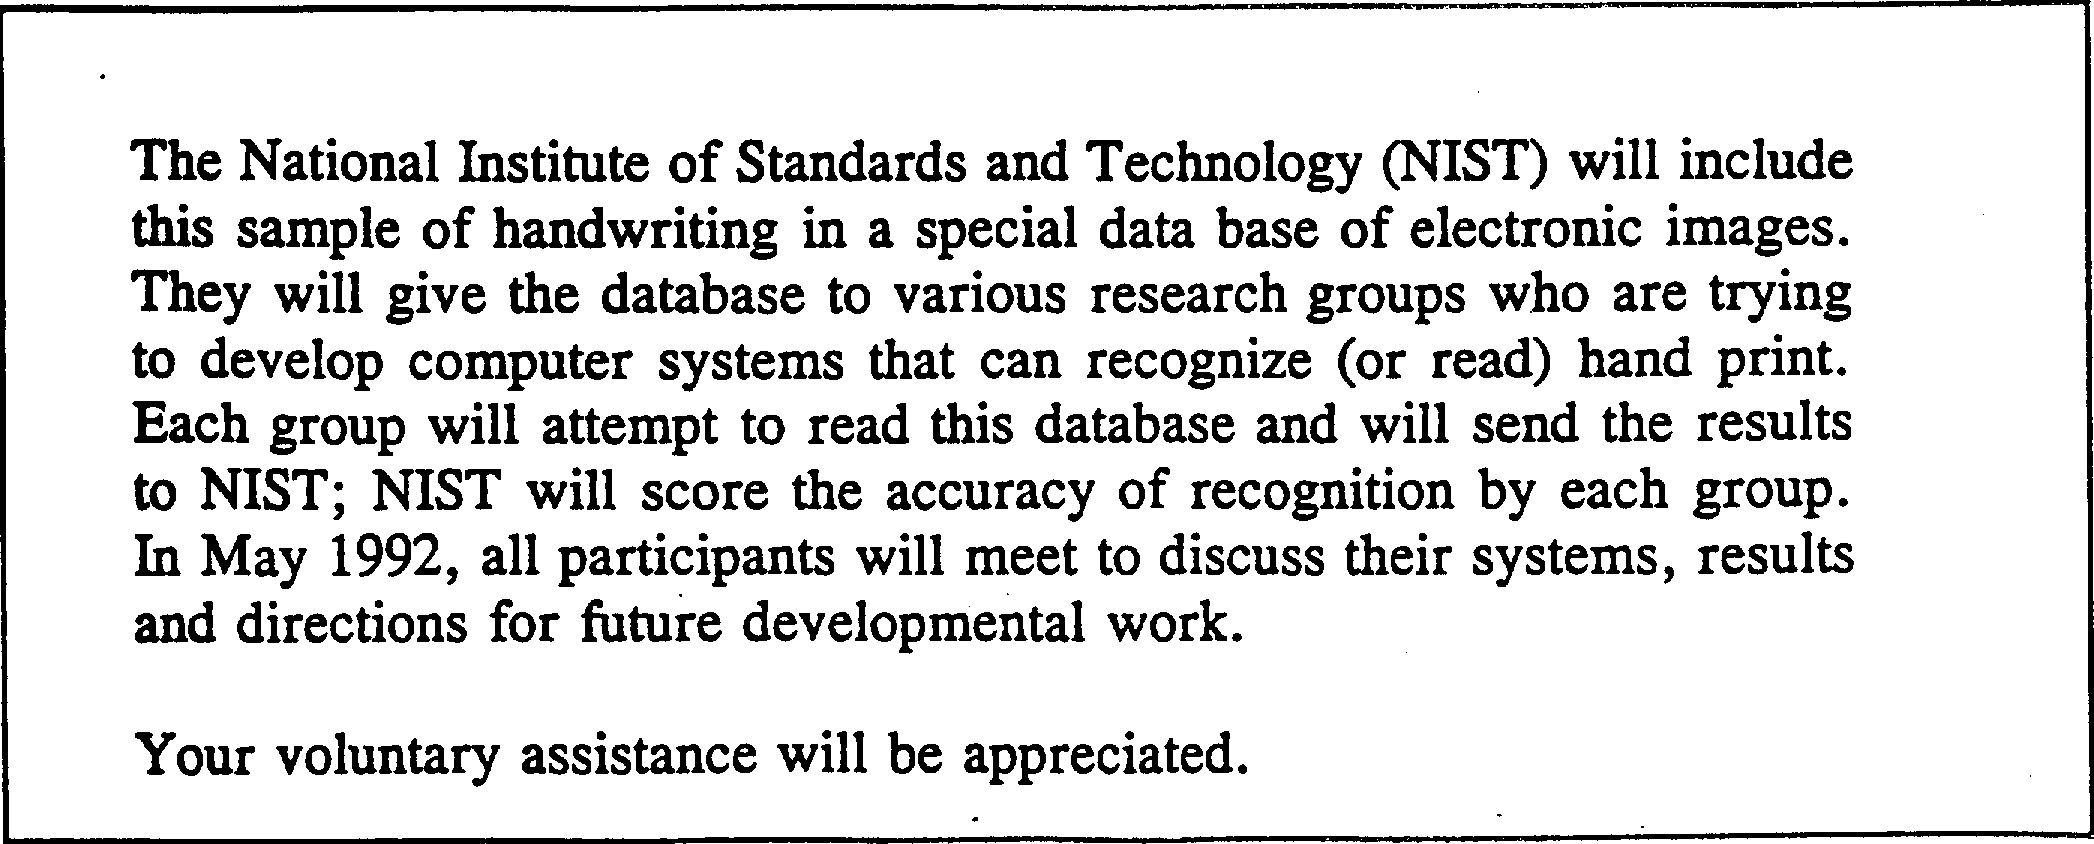 The National Institute of Standards and Technology (NIST) will include
this sample of handwriting in a special data base of electronic images.
They will give the database to various research groups who are trying
to develop computer systems that can recognize (or read) hand print.
Each group will attempt to read this database and will send the results
to NIST; NIST will score the accuracy of recognition by each group.
In May 1992, all participants will meet to discuss their systems, results
and directions for future developmental work.
Your voluntary assistance will be appreciated.